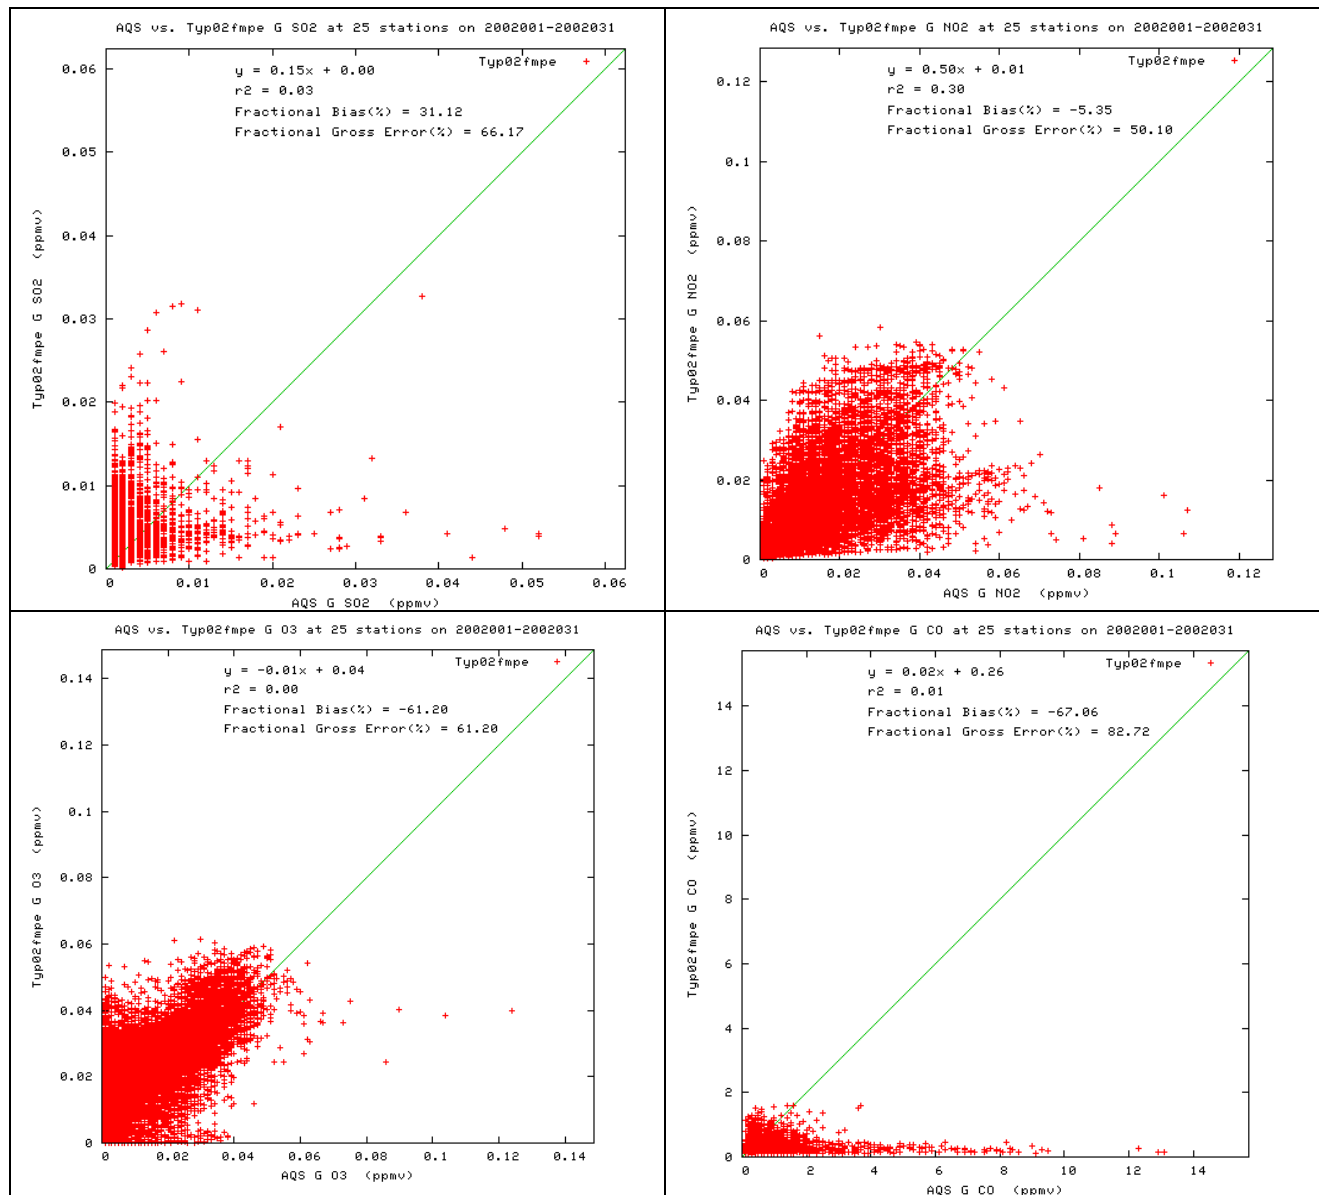 AQS vs. Typ02fmpe G SO2 at 25 stations on 2002001-2002031
Typ02fmpe
y = 0.15x + 0.00
r2 = 0.03
Fractional Bias(%) = 31.12
Fractional Gross Error(%) = 66.17
Typ02fmpe G SO2 (ppmv)
0.06
0.05
0.04
0.03
0.02
0.01
0
0 0.01 0.02 0.03 0.04 0.05 0.06
AQS G SO2 (ppmv)
AQS vs. Typ02fmpe G NO2 at 25 stations on 2002001-2002031
Typ02fmpe
y = 0.50x + 0.01
r2 = 0.30
Fractional Bias(%) = -5.35
Fractional Gross Error(%) = 50.10
Typ02fmpe G NO2 (ppmv)
0.12
0.1
0.08
0.06
0.04
0.02
0
0 0.02 0.04 0.06 0.08 0.1 0.12
AQS G NO2 (ppmv)
AQS vs. Typ02fmpe G O3 at 25 stations on 2002001-2002031
Typ02fmpe
y = -0.01x + 0.04
r2 = 0.00
Fractional Bias(%) = -61.20
Fractional Gross Error(%) = 61.20
Typ02fmpe G O3 (ppmv)
0.14
0.12
0.1
0.08
0.06
0.04
0.02
0
0 0.02 0.04 0.06 0.08 0.1 0.12 0.14
AQS G O3 (ppmv)
AQS vs. Typ02fmpe G CO at 25 stations on 2002001-2002031
Typ02fmpe
y = 0.02x + 0.26
r2 = 0.01
Fractional Bias(%) = -67.06
Fractional Gross Error(%) = 82.72
Typ02fmpe G CO (ppmv)
14
12
10
8
6
4
2
0
0 2 4 6 8 10 12 14
AQS G CO (ppmv)